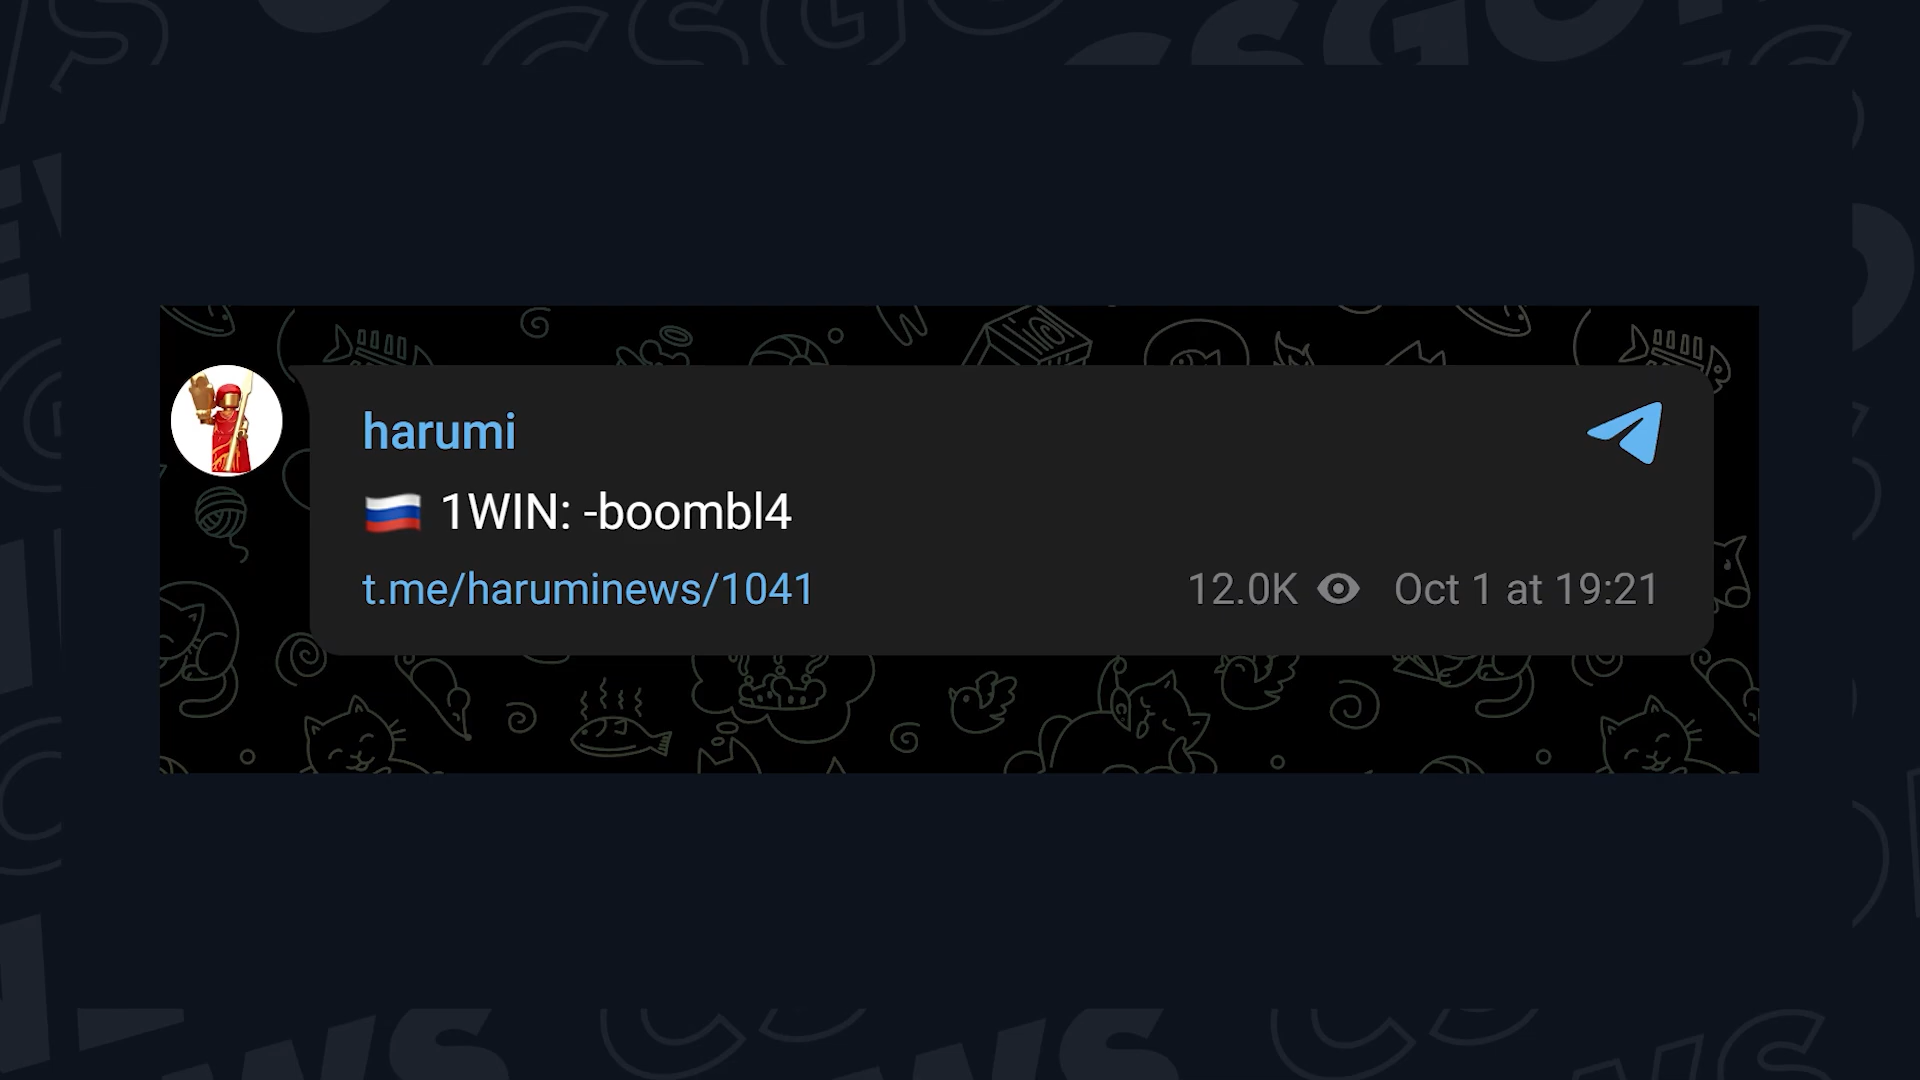 harumi
🇷🇺 1WIN: -boombl4
t.me/haruminews/1041
12.0K Oct 1 at 19:21